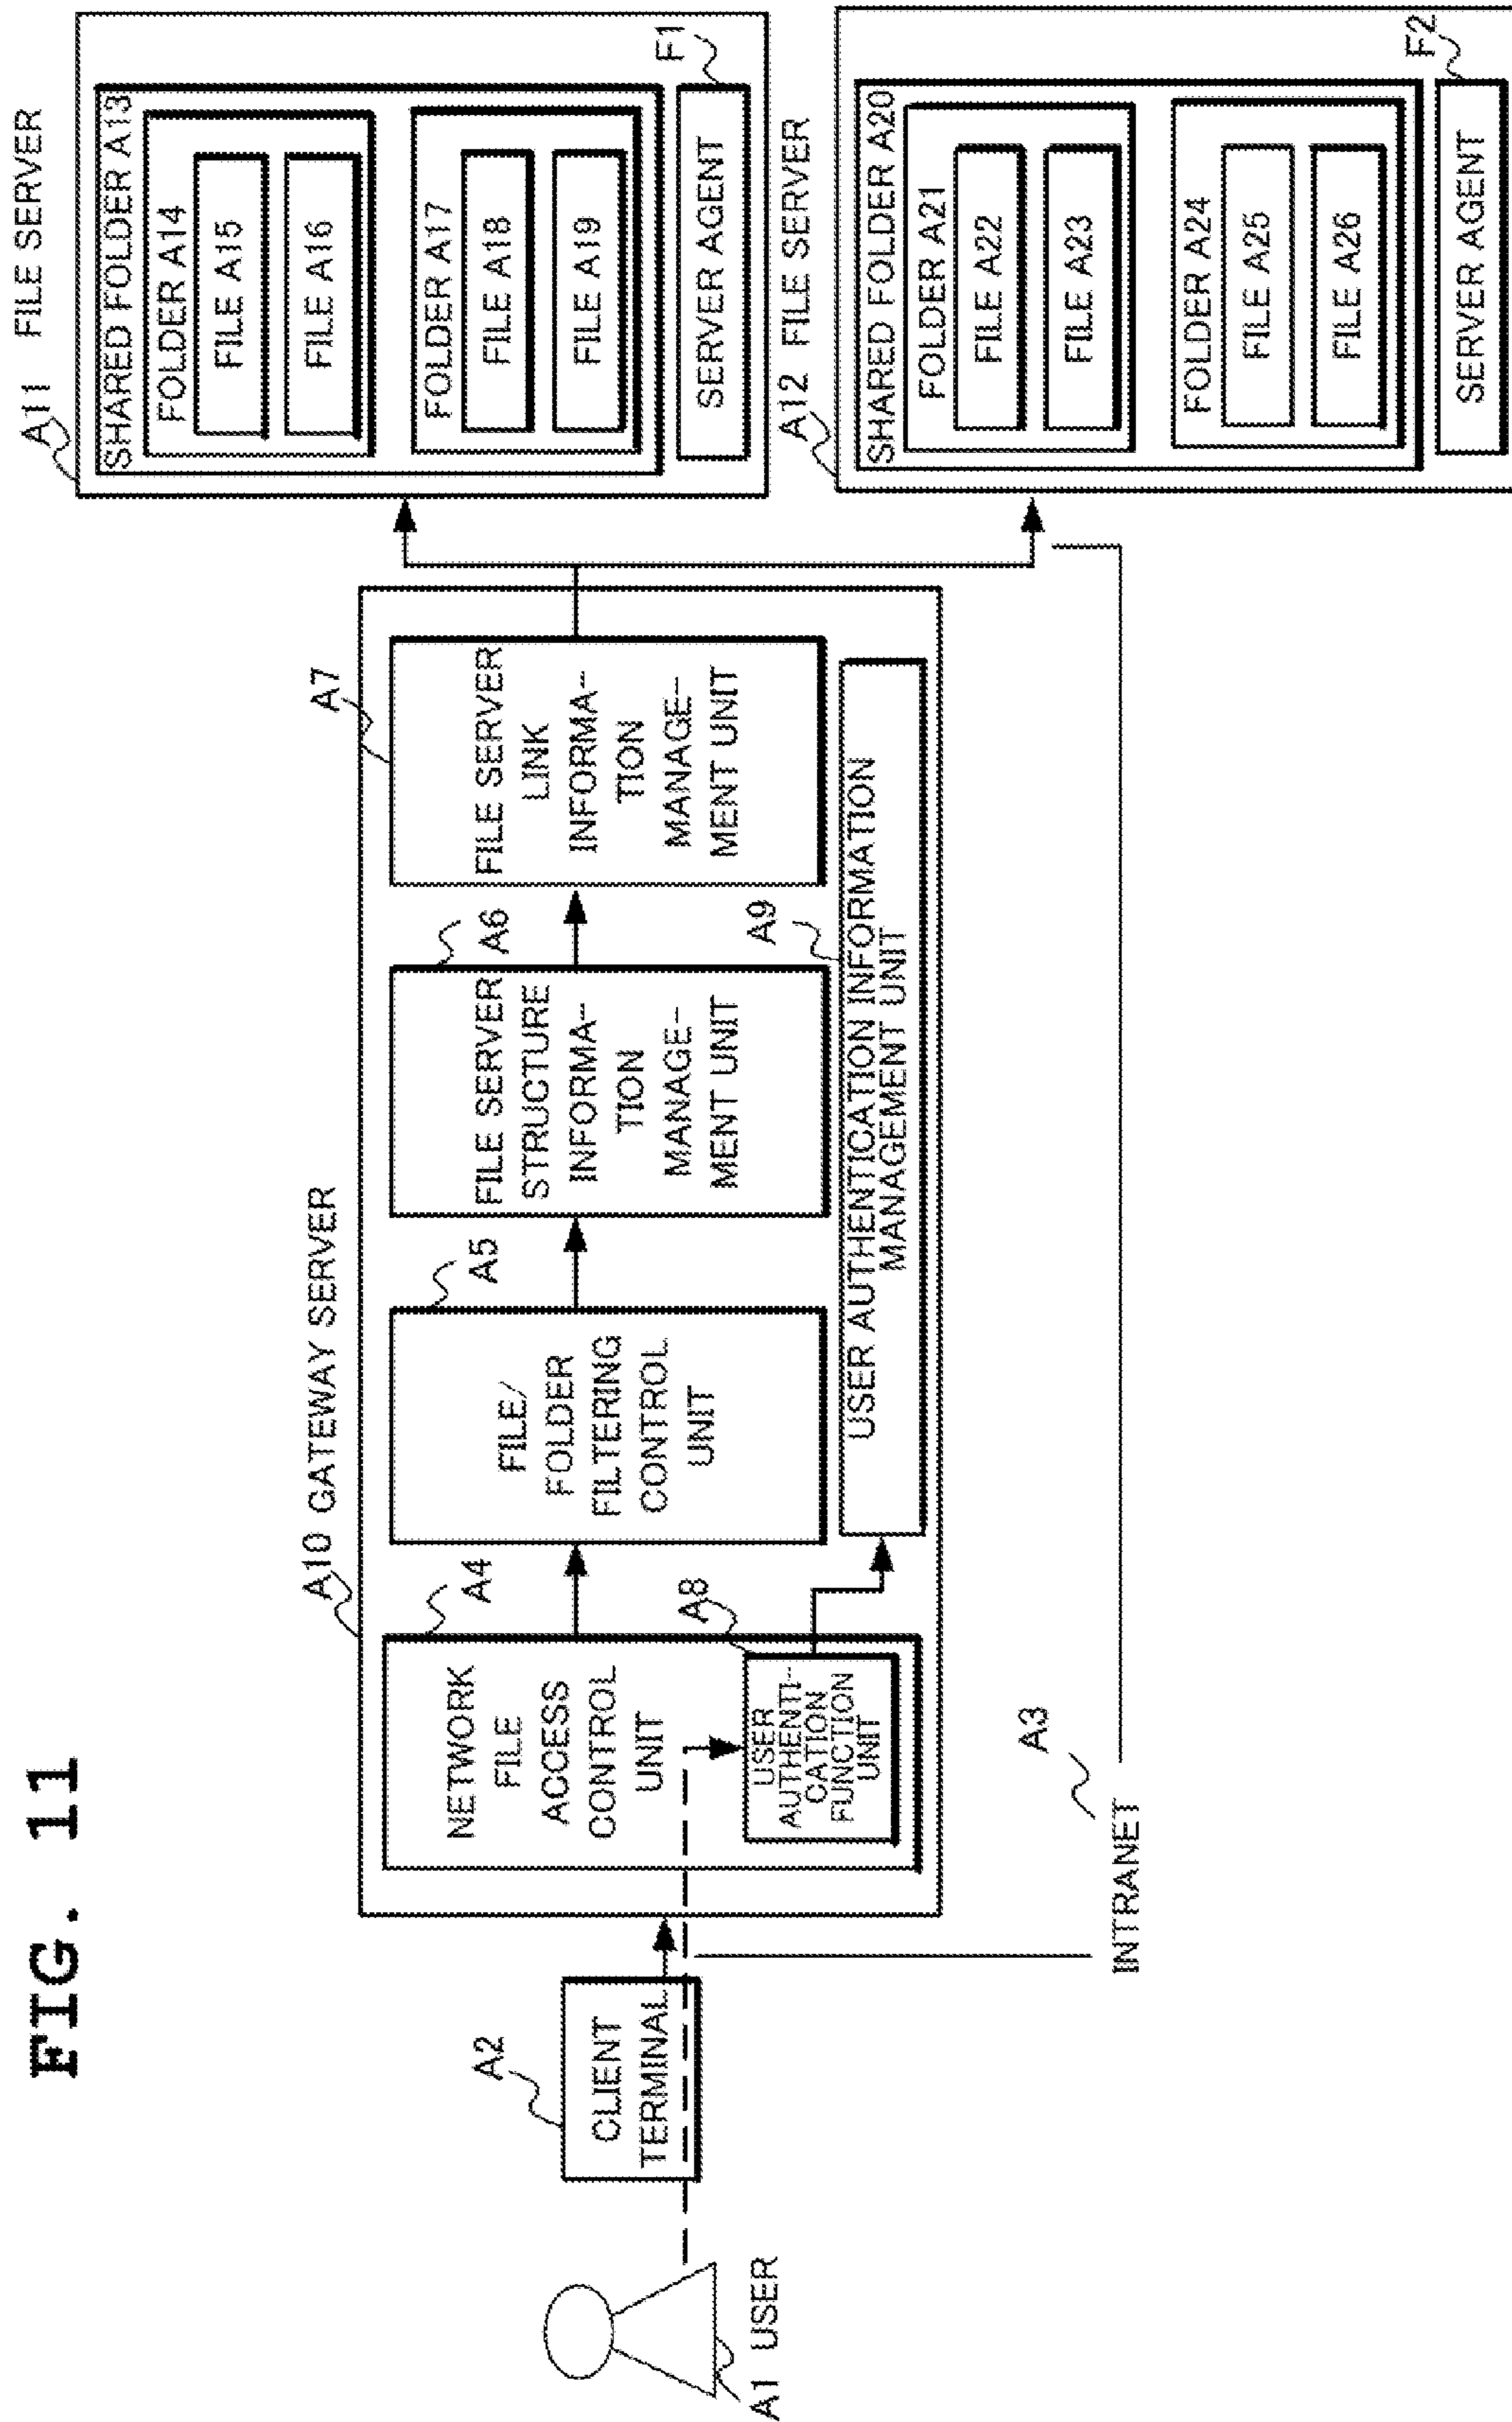 FIG. 11
A1 USER
A2
CLIENT
TERMINAL
A3
INTRANET
A10 GATEWAY SERVER
A4
NETWORK
FILE
ACCESS
CONTROL
UNIT
A8
USER
AUTHENTI-
CATION
FUNCTION
UNIT
A5
FILE/
FOLDER
FILTERING
CONTROL
UNIT
A6
FILE SERVER
STRUCTURE
INFORMA-
TION
MANAGE-
MENT UNIT
A7
FILE SERVER
LINK
INFORMA-
TION
MANAGE-
MENT UNIT
A9
USER AUTHENTICATION INFORMATION
MANAGEMENT UNIT
A11 FILE SERVER
SHARED FOLDER A13
FOLDER A14
FILE A15
FILE A16
FOLDER A17
FILE A18
FILE A19
SERVER AGENT
F1
A12 FILE SERVER
SHARED FOLDER A20
FOLDER A21
FILE A22
FILE A23
FOLDER A24
FILE A25
FILE A26
SERVER AGENT
F2